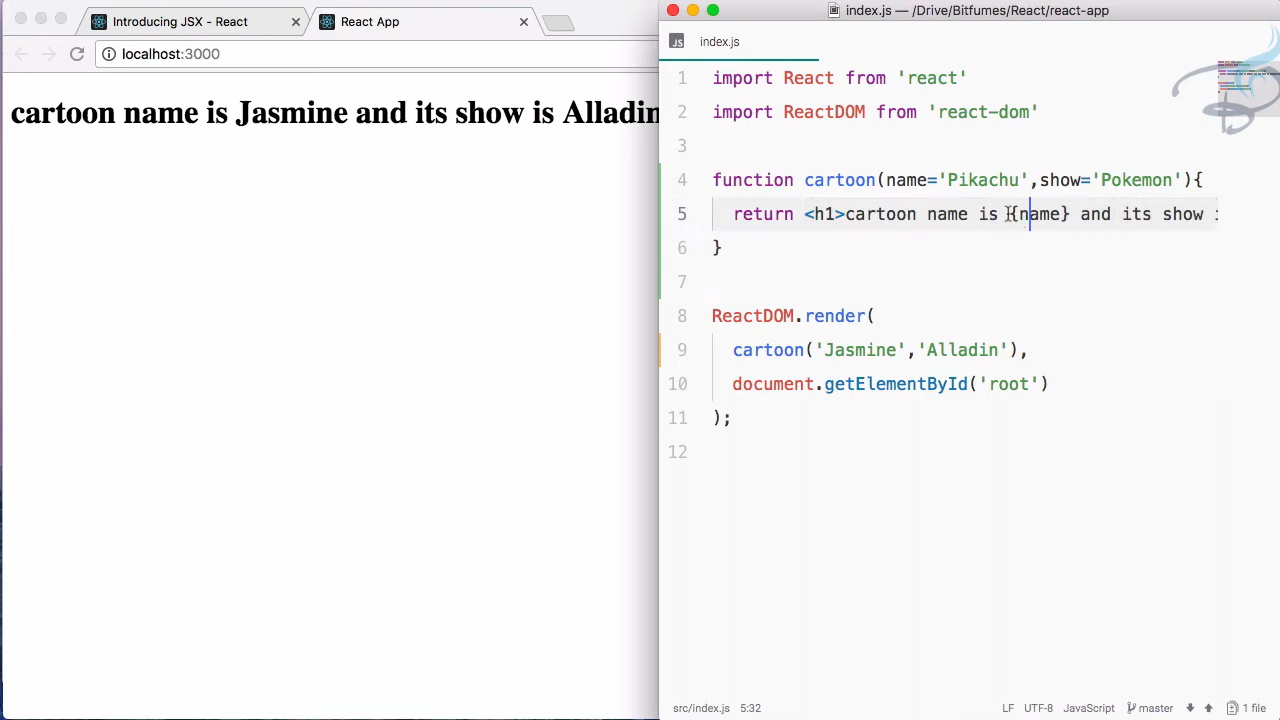 Introducing JSX - React
React App
localhost:3000
cartoon name is Jasmine and its show is Alladin
index.js — /Drive/Bitfumes/React/react-app
JS index.js
1 import React from 'react'
2 import ReactDOM from 'react-dom'
3
4 function cartoon(name='Pikachu',show='Pokemon'){
5 return <h1>cartoon name is {name} and its show
6 }
7
8 ReactDOM.render(
9 cartoon('Jasmine','Alladin'),
10 document.getElementById('root')
11 );
12
src/index.js 5:32 LF UTF-8 JavaScript master 1 file